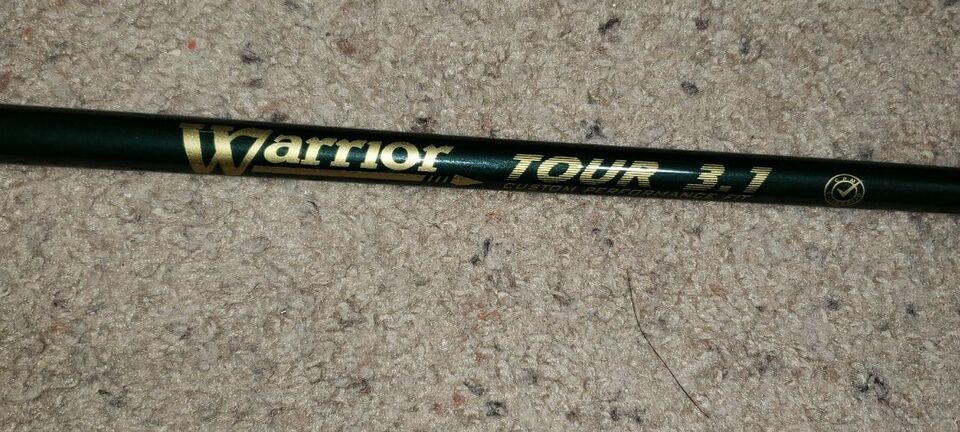 Warrior TOUR 3.1
CUSTOM PERFORMANCE FIT